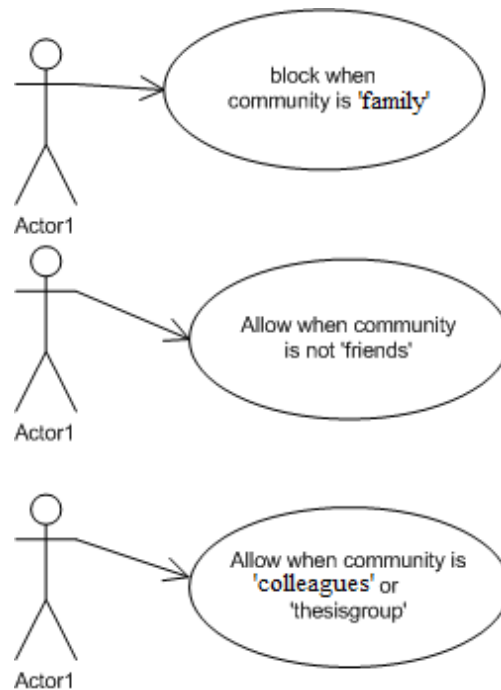 block when
community is 'family'
Actor1
Allow when community
is not 'friends'
Actor1
Allow when community is
'colleagues' or
'thesisgroup'
Actor1